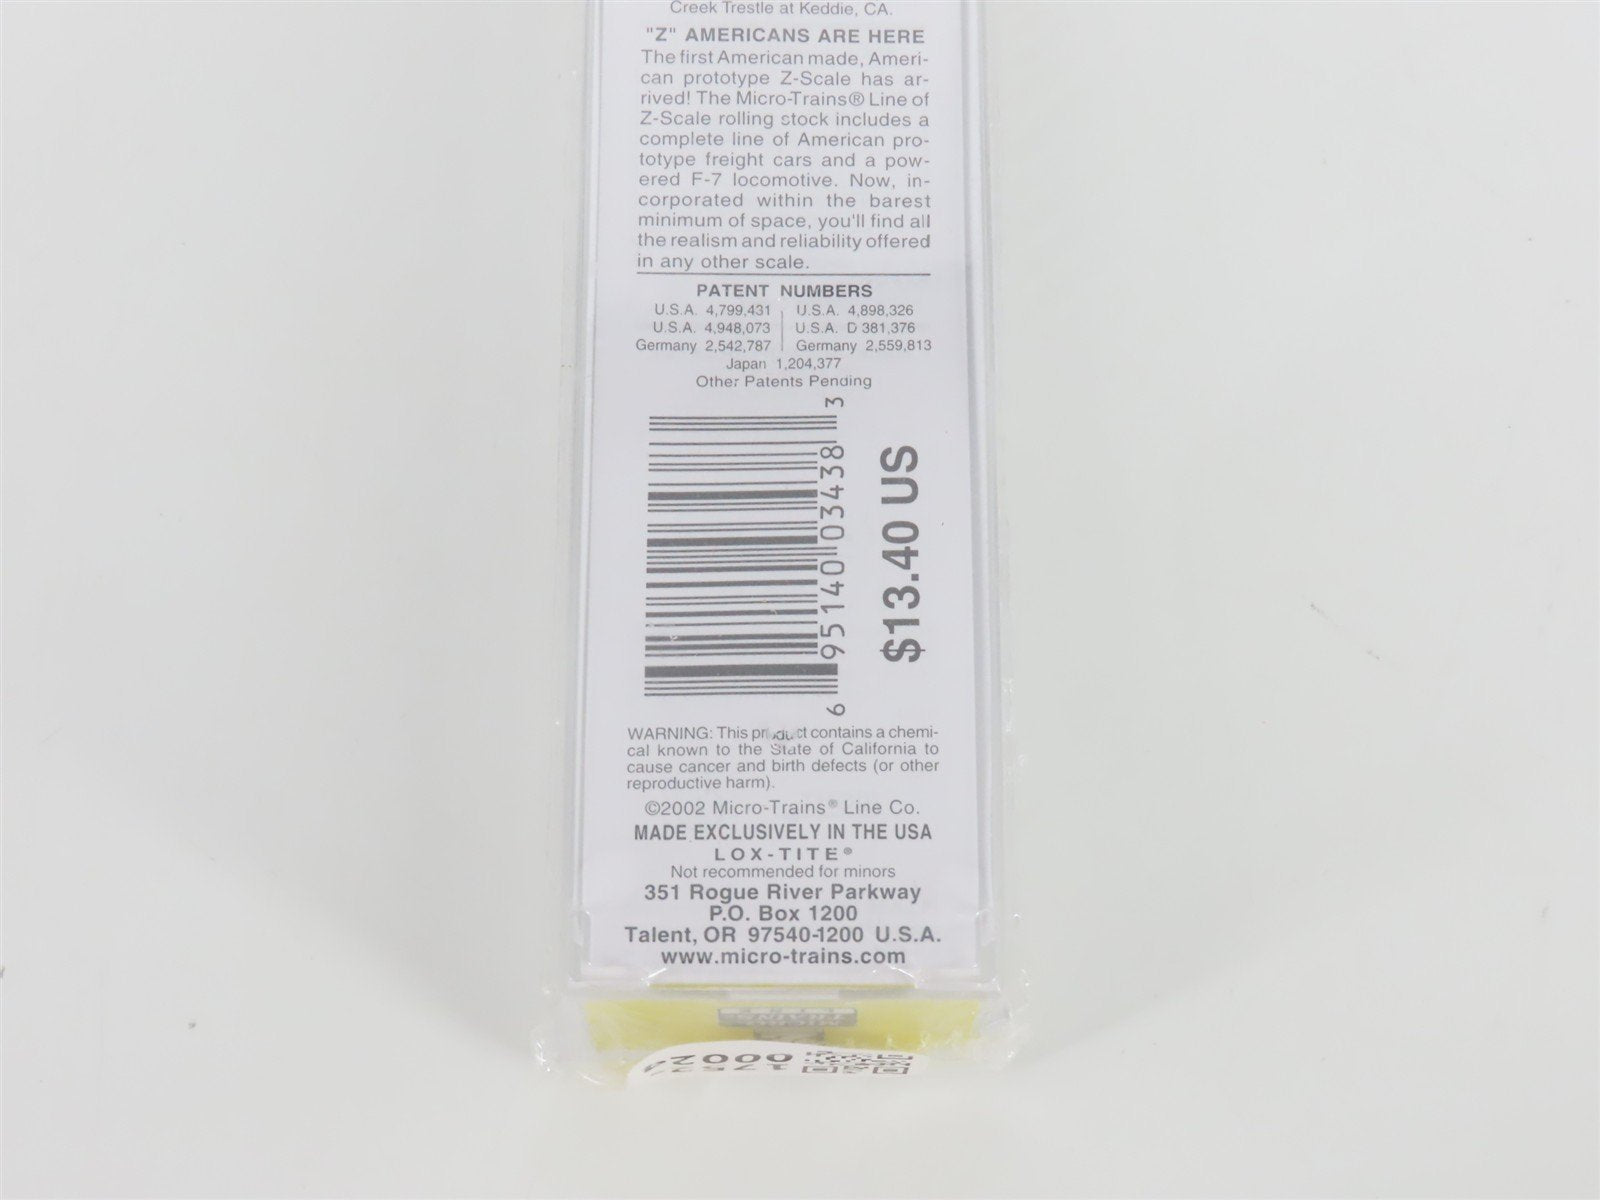 Creek Trestle at Keddie, CA.
"Z" AMERICANS ARE HERE
The first American made, Ameri-
can prototype Z-Scale has ar-
rived! The Micro-Trains® Line of
Z-Scale rolling stock includes a
complete line of American pro-
totype freight cars and a pow-
ered F-7 locomotive. Now, in-
corporated within the barest
minimum of space, you'll find all
the realism and reliability offered
in any other scale.
PATENT NUMBERS
U.S.A. 4,799,431 U.S.A. 4,898,326
U.S.A. 4,948,073 U.S.A. D 381,376
Germany 2,542,787 Germany 2,559,813
Japan 1,204,377
Other Patents Pending
6 95140 03438 3
$13.40 US
WARNING: This product contains a chemi-
cal known to the State of California to
cause cancer and birth defects (or other
reproductive harm).
©2002 Micro-Trains® Line Co.
MADE EXCLUSIVELY IN THE USA
LOX-TITE®
Not recommended for minors
351 Rogue River Parkway
P.O. Box 1200
Talent, OR 97540-1200 U.S.A.
www.micro-trains.com
MICRO
TRAINS
LINE